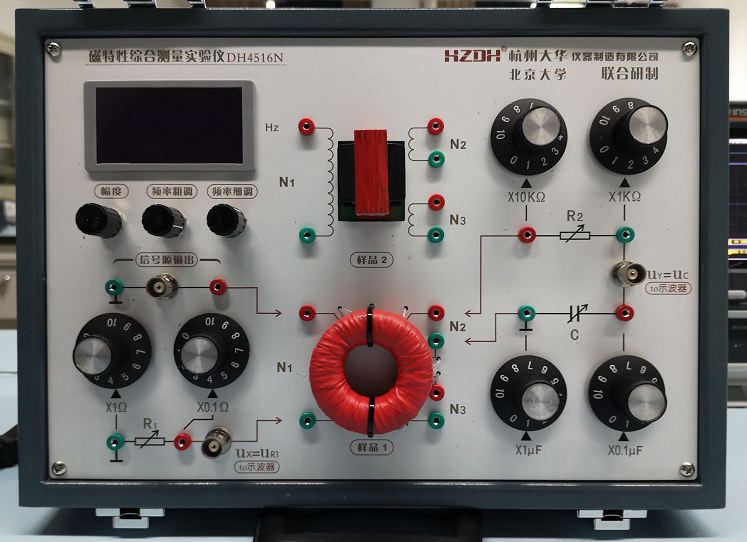 磁特性综合测量实验仪DH4516N
HZDH® 杭州大华 仪器制造有限公司
北京大学 联合研制
Hz
幅度 频率粗调 频率细调
信号源输出
N1
N2
N3
样品2
X10KΩ
X1KΩ
R2
uY=uC
to示波器
C
X1Ω
X0.1Ω
R1
uX=uR1
to示波器
N1
N2
N3
样品1
X1μF
X0.1μF